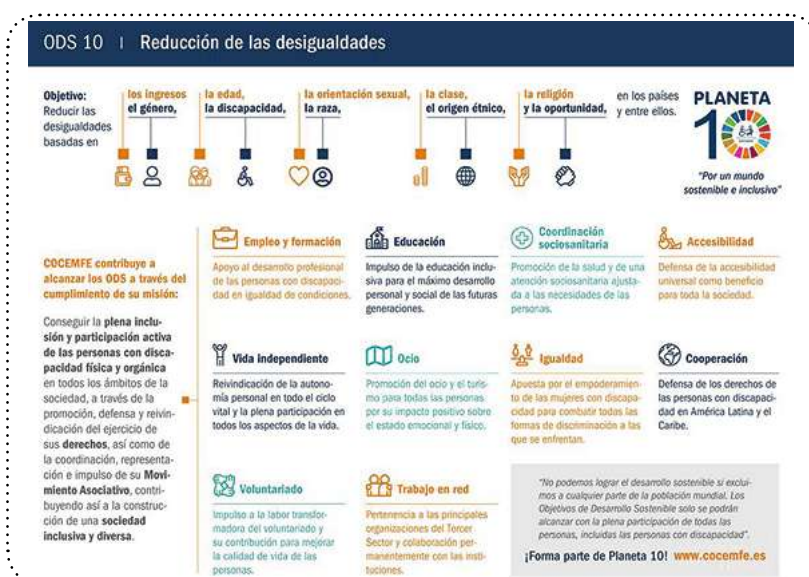 ODS 10 | Reducción de las desigualdades
Objetivo:
Reducir las
desigualdades
basadas en
los ingresos
el género,
la edad,
la discapacidad,
la orientación sexual,
la raza,
la clase,
el origen étnico,
la religión
y la oportunidad,
en los países
y entre ellos.
PLANETA
10
"Por un mundo
sostenible e inclusivo"
COCEMFE contribuye a
alcanzar los ODS a través del
cumplimiento de su misión:
Conseguir la plena inclu-
sión y participación activa
de las personas con disca-
pacidad física y orgánica
en todos los ámbitos de la
sociedad, a través de la
promoción, defensa y reivin-
dicación del ejercicio de
sus derechos, así como de
la coordinación, representa-
ción e impulso de su Movi-
miento Asociativo, contri-
buyendo así a la construc-
ción de una sociedad
inclusiva y diversa.
Empleo y formación
Apoyo al desarrollo profesional
de las personas con discapaci-
dad en igualdad de condiciones.
Educación
Impulso de la educación inclu-
siva para el máximo desarrollo
personal y social de las futuras
generaciones.
Coordinación
sociosanitaria
Promoción de la salud y de una
atención sociosanitaria ajusta-
da a las necesidades de las
personas.
Accesibilidad
Defensa de la accesibilidad
universal como beneficio
para toda la sociedad.
Vida independiente
Reivindicación de la autono-
mía personal en todo el ciclo
vital y la plena participación en
todos los aspectos de la vida.
Ocio
Promoción del ocio y el turis-
mo para todas las personas
por su impacto positivo sobre
el estado emocional y físico.
Igualdad
Apuesta por el empoderamien-
to de las mujeres con discapa-
cidad para combatir todas las
formas de discriminación a las
que se enfrentan.
Cooperación
Defensa de los derechos de
las personas con discapaci-
dad en América Latina y el
Caribe.
Voluntariado
Impulso a la labor transfor-
madora del voluntariado y
su contribución para mejorar
la calidad de vida de las
personas.
Trabajo en red
Pertenencia a las principales
organizaciones del Tercer
Sector y colaboración per-
manentemente con las insti-
tuciones.
"No podemos lograr el desarrollo sostenible si exclui-
mos a cualquier parte de la población mundial. Los
Objetivos de Desarrollo Sostenible solo se podrán
alcanzar con la plena participación de todas las
personas, incluidas las personas con discapacidad".
¡Forma parte de Planeta 10! www.cocemfe.es